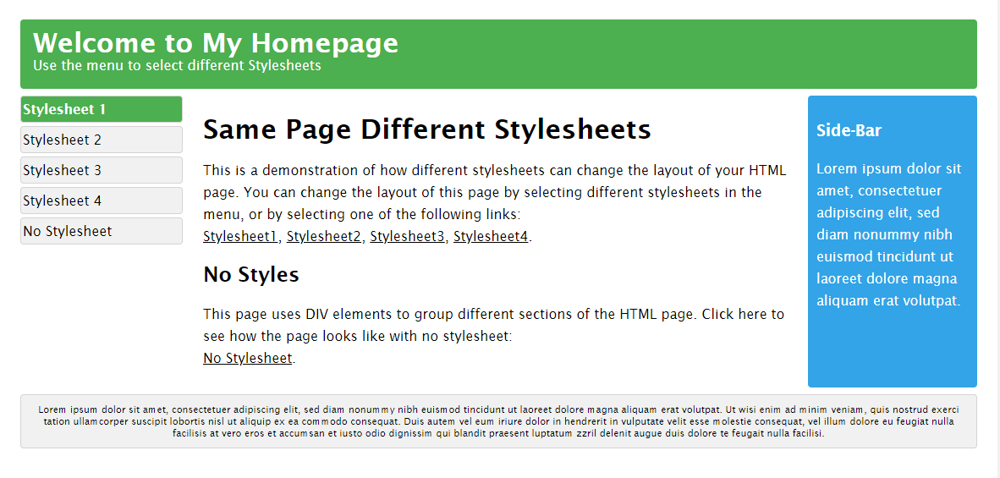 Welcome to My Homepage
Use the menu to select different Stylesheets
Stylesheet 1
Stylesheet 2
Stylesheet 3
Stylesheet 4
No Stylesheet
Same Page Different Stylesheets
This is a demonstration of how different stylesheets can change the layout of your HTML
page. You can change the layout of this page by selecting different stylesheets in the
menu, or by selecting one of the following links:
Stylesheet1, Stylesheet2, Stylesheet3, Stylesheet4.
No Styles
This page uses DIV elements to group different sections of the HTML page. Click here to
see how the page looks like with no stylesheet:
No Stylesheet.
Side-Bar
Lorem ipsum dolor sit
amet, consectetuer
adipiscing elit, sed
diam nonummy nibh
euismod tincidunt ut
laoreet dolore magna
aliquam erat volutpat.
Lorem ipsum dolor sit amet, consectetuer adipiscing elit, sed diam nonummy nibh euismod tincidunt ut laoreet dolore magna aliquam erat volutpat. Ut wisi enim ad minim veniam, quis nostrud exerci
tation ullamcorper suscipit lobortis nisl ut aliquip ex ea commodo consequat. Duis autem vel eum iriure dolor in hendrerit in vulputate velit esse molestie consequat, vel illum dolore eu feugiat nulla
facilisis at vero eros et accumsan et iusto odio dignissim qui blandit praesent luptatum zzril delenit augue duis dolore te feugait nulla facilisi.